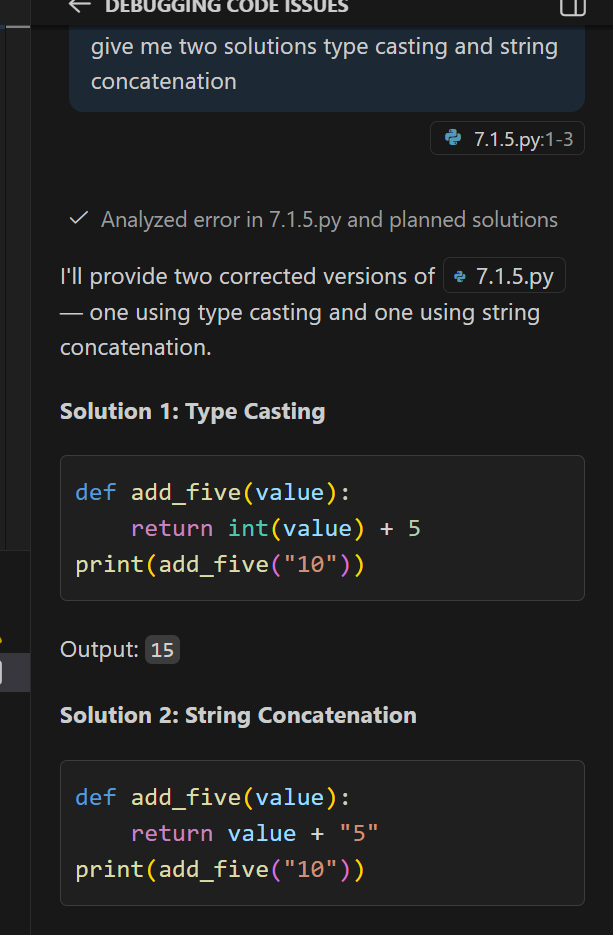 DEBUGGING CODE ISSUES
give me two solutions type casting and string
concatenation
7.1.5.py:1-3
Analyzed error in 7.1.5.py and planned solutions
I'll provide two corrected versions of 7.1.5.py
— one using type casting and one using string
concatenation.
Solution 1: Type Casting
def add_five(value):
    return int(value) + 5
print(add_five("10"))
Output: 15
Solution 2: String Concatenation
def add_five(value):
    return value + "5"
print(add_five("10"))